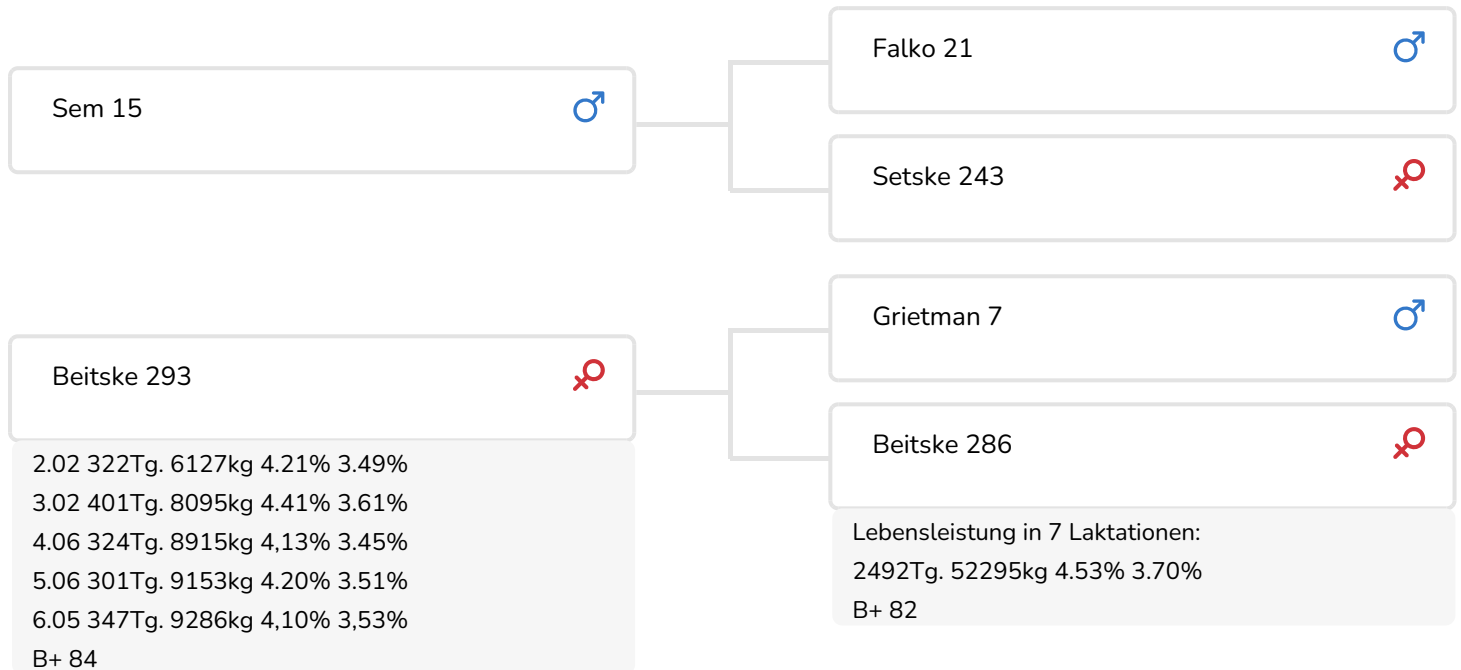 Sem 15
Falko 21
Setske 243
Beitske 293
2.02 322Tg. 6127kg 4.21% 3.49%
3.02 401Tg. 8095kg 4.41% 3.61%
4.06 324Tg. 8915kg 4,13% 3.45%
5.06 301Tg. 9153kg 4.20% 3.51%
6.05 347Tg. 9286kg 4,10% 3,53%
B+ 84
Grietman 7
Beitske 286
Lebensleistung in 7 Laktationen:
2492Tg. 52295kg 4.53% 3.70%
B+ 82